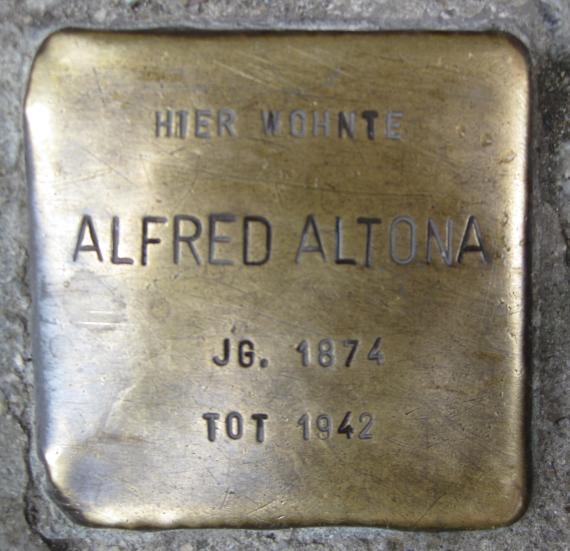 HIER WOHNTE
ALFRED ALTONA
JG. 1874
TOT 1942